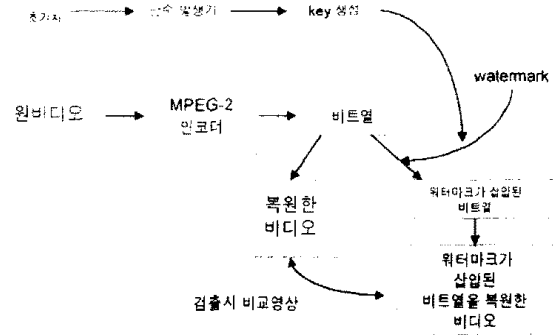 초기치 난수 발생기 key 생성
watermark
원비디오 MPEG-2 비트열
인코더
복원한
비디오
워터마크가 삽입된
비트열
워터마크가
삽입된
비트열을 복원한
비디오
검출시 비교영상